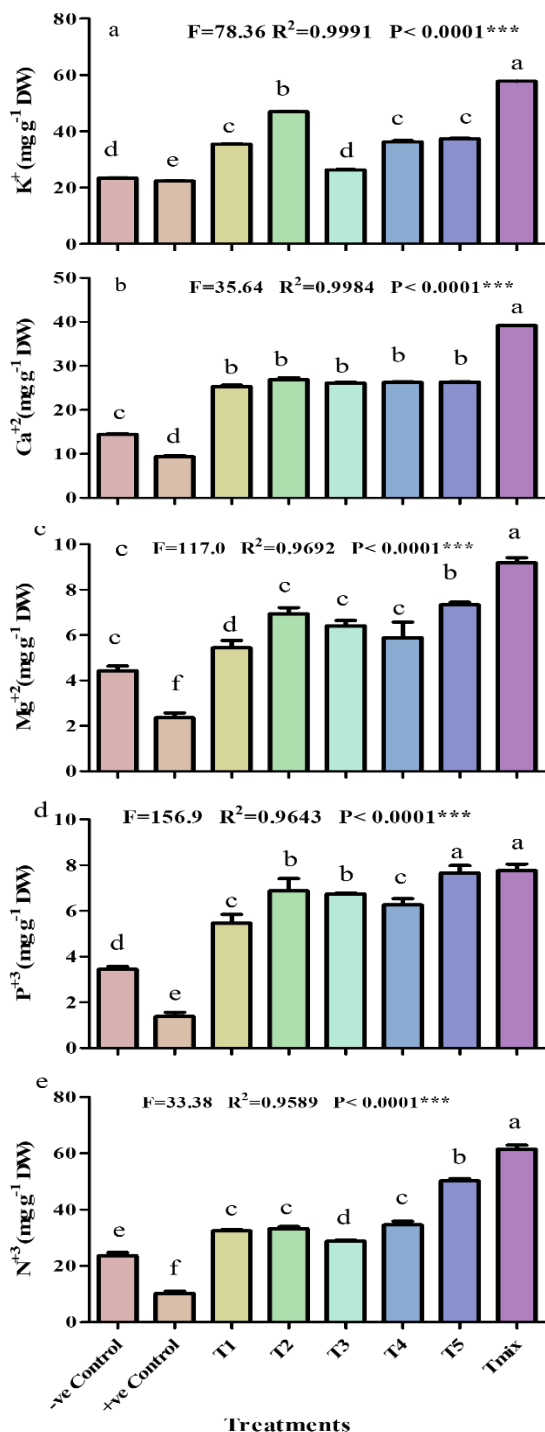 a F=78.36 R²=0.9991 P< 0.0001***
K⁺ (mg g⁻¹ DW)
80
60
40
20
0
d e c b d c c a
b F=35.64 R²=0.9984 P< 0.0001***
Ca⁺²(mg g⁻¹ DW)
50
40
30
20
10
0
c d b b b b b a
c
c F=117.0 R²=0.9692 P< 0.0001***
Mg⁺²(mg g⁻¹ DW)
10
8
6
4
2
0
c f d c c c b a
d F=156.9 R²=0.9643 P< 0.0001***
P⁺³(mg g⁻¹ DW)
10
8
6
4
2
0
d e c b b c a a
e
F=33.38 R²=0.9589 P< 0.0001***
N⁺³(mg g⁻¹ DW)
80
60
40
20
0
e f c c d c b a
-ve Control +ve Control T1 T2 T3 T4 T5 Tmix
Treatments